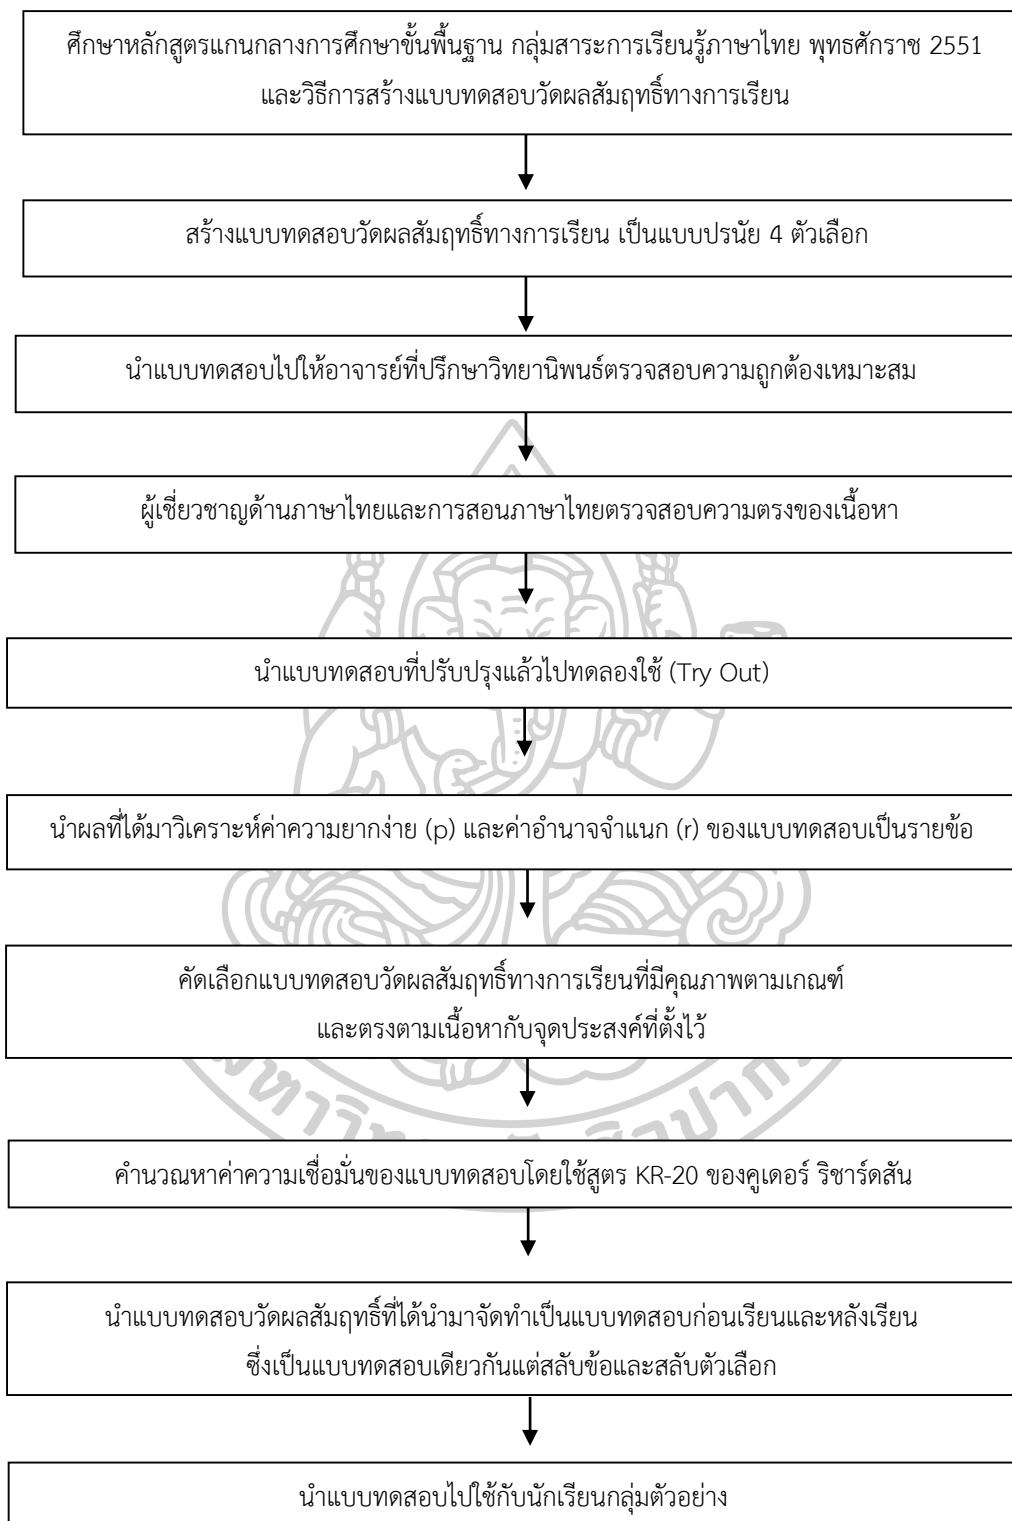 ศึกษาหลักสูตรแกนกลางการศึกษาขั้นพื้นฐาน กลุ่มสาระการเรียนรู้ภาษาไทย พุทธศักราช 2551
และวิธีการสร้างแบบทดสอบวัดผลสัมฤทธิ์ทางการเรียน
สร้างแบบทดสอบวัดผลสัมฤทธิ์ทางการเรียน เป็นแบบปรนัย 4 ตัวเลือก
นำแบบทดสอบไปให้อาจารย์ที่ปรึกษาวิทยานิพนธ์ตรวจสอบความถูกต้องเหมาะสม
ผู้เชี่ยวชาญด้านภาษาไทยและการสอนภาษาไทยตรวจสอบความตรงของเนื้อหา
นำแบบทดสอบที่ปรับปรุงแล้วไปทดลองใช้ (Try Out)
นำผลที่ได้มาวิเคราะห์ค่าความยากง่าย (p) และค่าอำนาจจำแนก (r) ของแบบทดสอบเป็นรายข้อ
คัดเลือกแบบทดสอบวัดผลสัมฤทธิ์ทางการเรียนที่มีคุณภาพตามเกณฑ์
และตรงตามเนื้อหากับจุดประสงค์ที่ตั้งไว้
คำนวณหาค่าความเชื่อมั่นของแบบทดสอบโดยใช้สูตร KR-20 ของคูเดอร์ ริชาร์ดสัน
นำแบบทดสอบวัดผลสัมฤทธิ์ที่ได้นำมาจัดทำเป็นแบบทดสอบก่อนเรียนและหลังเรียน
ซึ่งเป็นแบบทดสอบเดียวกันแต่สลับข้อและสลับตัวเลือก
นำแบบทดสอบไปใช้กับนักเรียนกลุ่มตัวอย่าง